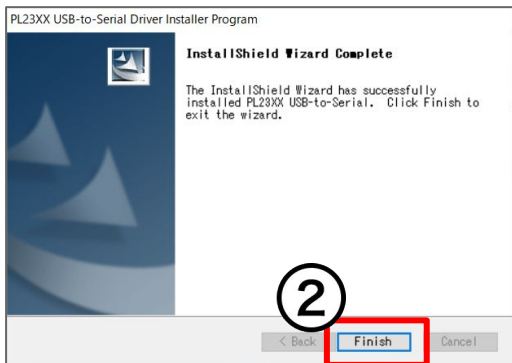 PL23XX USB-to-Serial Driver Installer Program
InstallShield Wizard Complete
The InstallShield Wizard has successfully
installed PL23XX USB-to-Serial. Click Finish to
exit the wizard.
2
< Back
Finish
Cancel